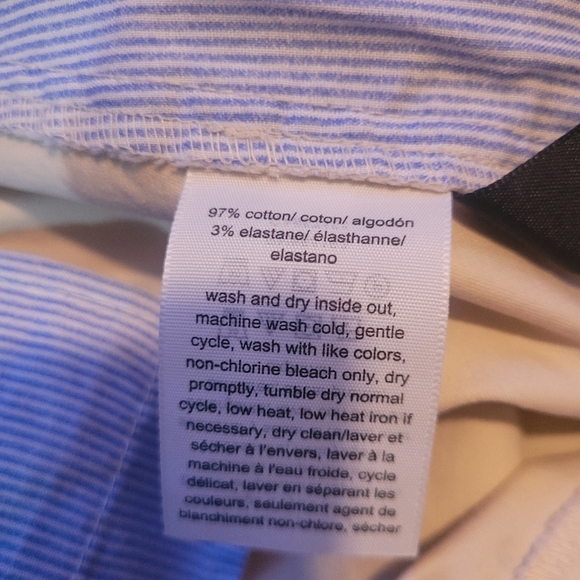 97% cotton/ coton/ algodón
3% elastane/ élasthanne/
elastano
wash and dry inside out,
machine wash cold, gentle
cycle, wash with like colors,
non-chlorine bleach only, dry
promptly, tumble dry normal
cycle, low heat, low heat iron if
necessary, dry clean/laver et
sécher à l'envers, laver à la
machine à l'eau froide, cycle
délicat, laver en séparant les
couleurs, seulement agent de
blanchiment non-chlore, sécher